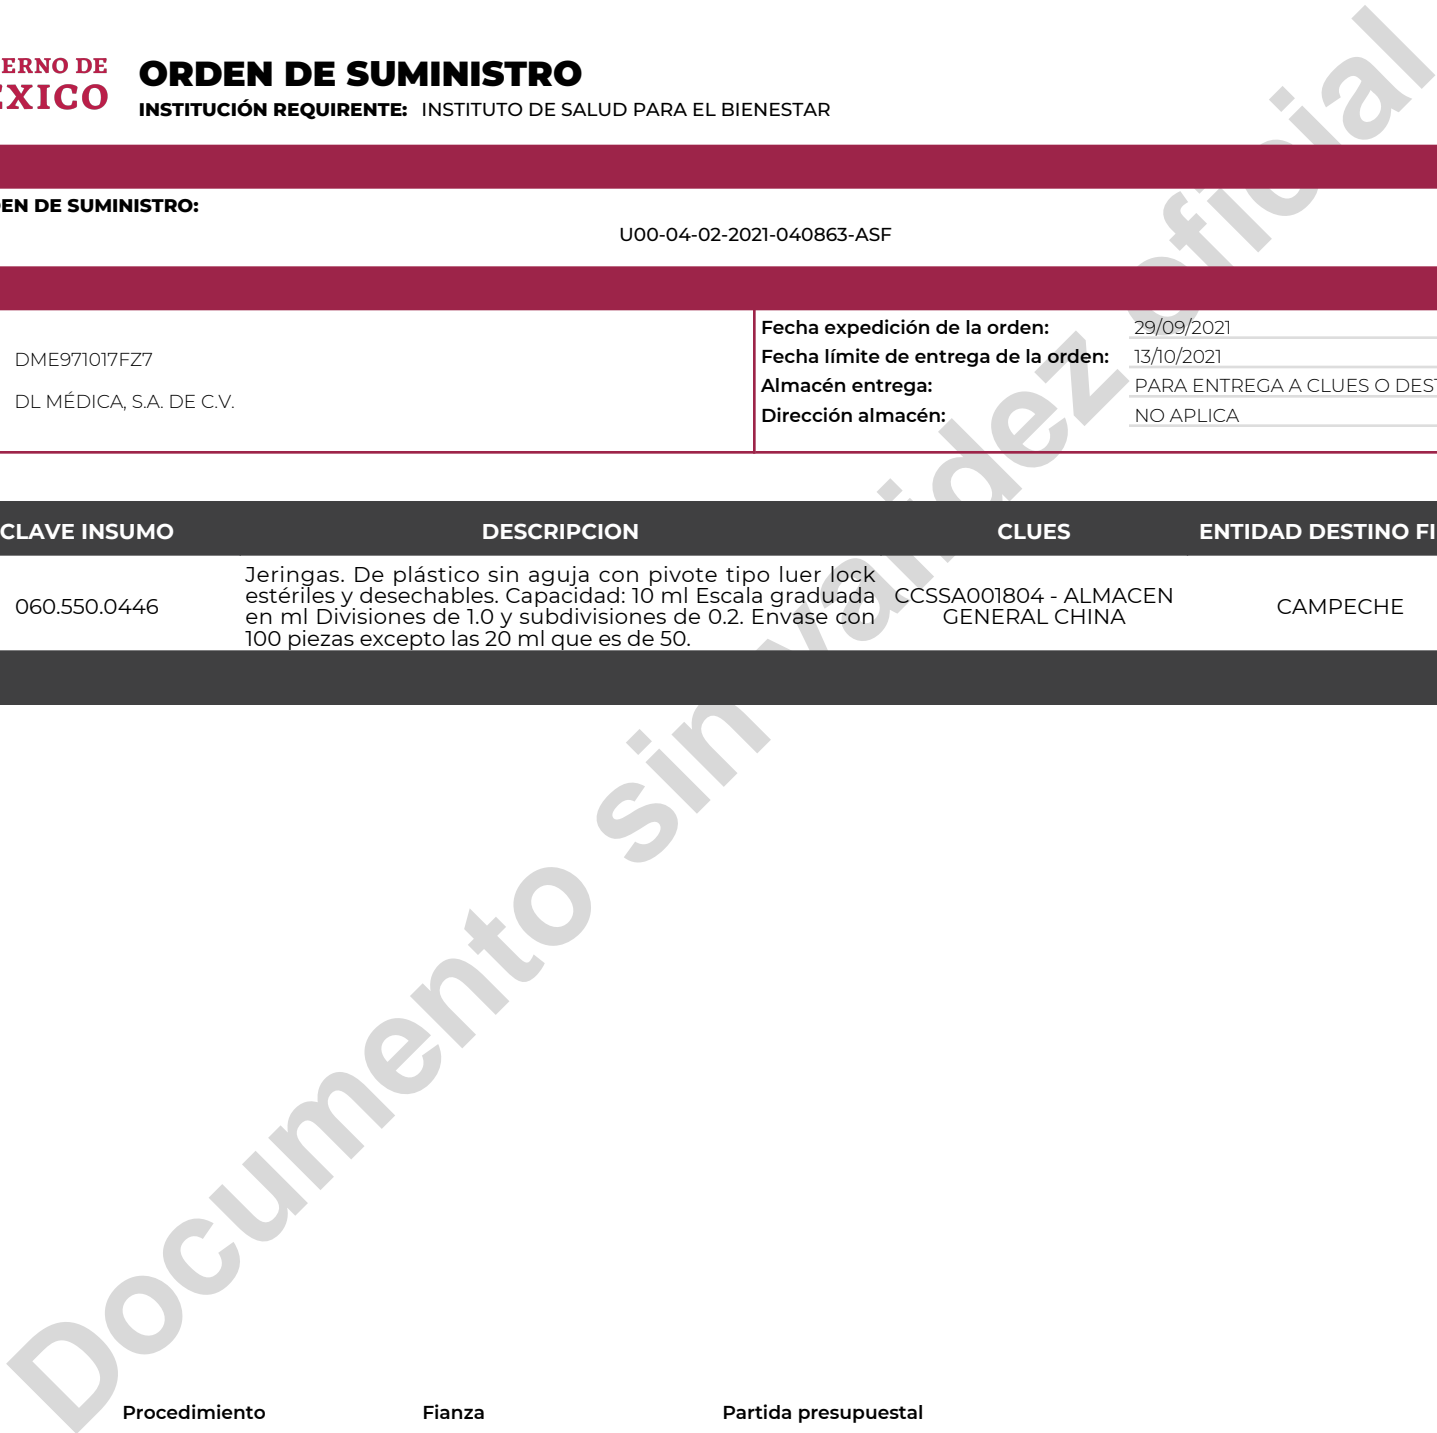 ERNO DE
ÉXICO
ORDEN DE SUMINISTRO
INSTITUCIÓN REQUIRENTE: INSTITUTO DE SALUD PARA EL BIENESTAR
EN DE SUMINISTRO:
U00-04-02-2021-040863-ASF
DME971017FZ7
DL MÉDICA, S.A. DE C.V.
Fecha expedición de la orden: 29/09/2021
Fecha límite de entrega de la orden: 13/10/2021
Almacén entrega: PARA ENTREGA A CLUES O DEST
Dirección almacén: NO APLICA
CLAVE INSUMO DESCRIPCION CLUES ENTIDAD DESTINO FI
060.550.0446
Jeringas. De plástico sin aguja con pivote tipo luer lock
estériles y desechables. Capacidad: 10 ml Escala graduada
en ml Divisiones de 1.0 y subdivisiones de 0.2. Envase con
100 piezas excepto las 20 ml que es de 50.
CCSSA001804 - ALMACEN
GENERAL CHINA
CAMPECHE
Documento sin validez oficial
Procedimiento Fianza Partida presupuestal